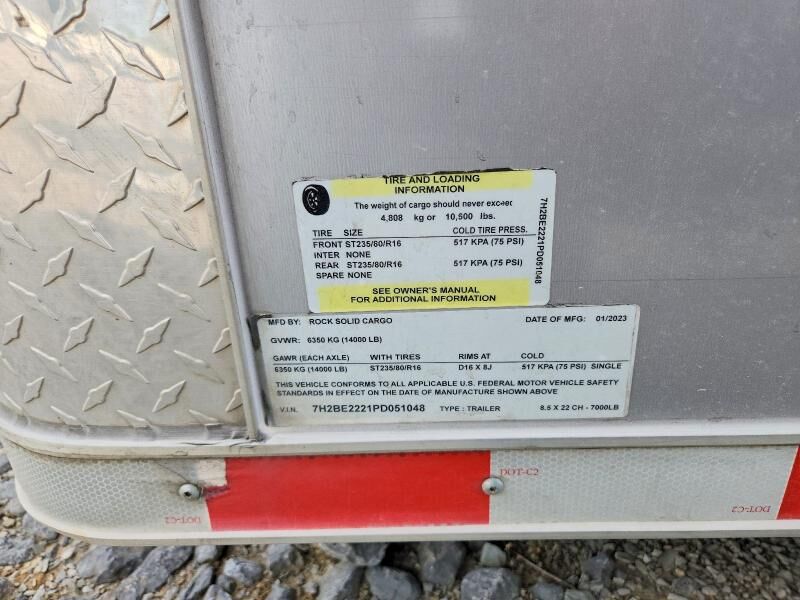 TIRE AND LOADING
INFORMATION
The weight of cargo should never exceed
4,808 kg or 10,500 lbs.
TIRE SIZE COLD TIRE PRESS.
FRONT ST235/80/R16 517 KPA (75 PSI)
INTER NONE
REAR ST235/80/R16 517 KPA (75 PSI)
SPARE NONE
SEE OWNER'S MANUAL
FOR ADDITIONAL INFORMATION
7H2BE2221PD051048
MFD BY: ROCK SOLID CARGO DATE OF MFG: 01/2023
GVWR: 6350 KG (14000 LB)
GAWR (EACH AXLE) WITH TIRES RIMS AT COLD
6350 KG (14000 LB) ST235/80/R16 D16 X 8J 517 KPA (75 PSI) SINGLE
THIS VEHICLE CONFORMS TO ALL APPLICABLE U.S. FEDERAL MOTOR VEHICLE SAFETY
STANDARDS IN EFFECT ON DATE OF MANUFACTURE SHOWN ABOVE
V.I.N. 7H2BE2221PD051048 TYPE : TRAILER 8.5 X 22 CH - 7000LB
DOT-C2
DOT-C2
DOT-C2